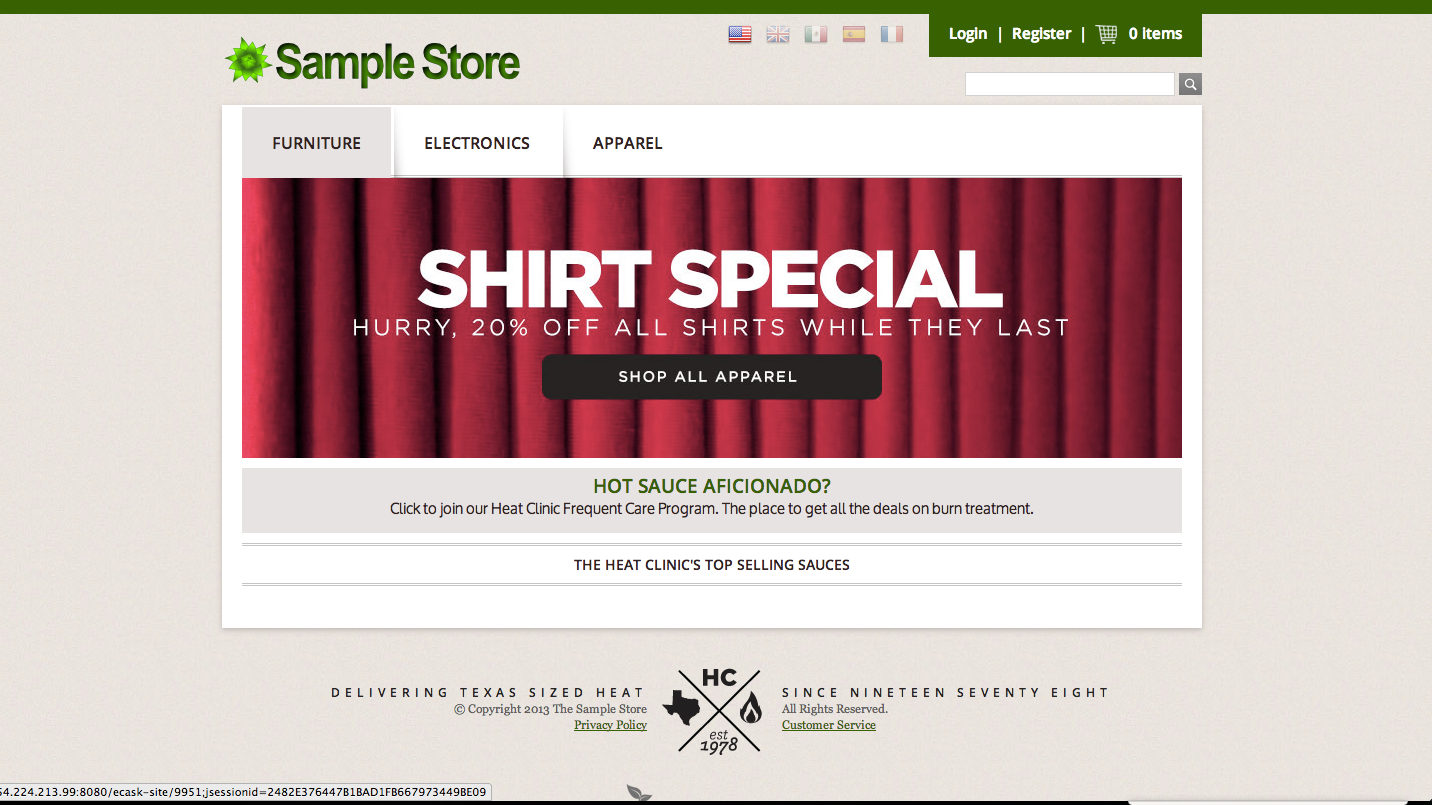 Sample Store
Login | Register | 0 items
FURNITURE
ELECTRONICS
APPAREL
SHIRT SPECIAL
HURRY, 20% OFF ALL SHIRTS WHILE THEY LAST
SHOP ALL APPAREL
HOT SAUCE AFICIONADO?
Click to join our Heat Clinic Frequent Care Program. The place to get all the deals on burn treatment.
THE HEAT CLINIC'S TOP SELLING SAUCES
DELIVERING TEXAS SIZED HEAT
© Copyright 2013 The Sample Store
Privacy Policy
HC
est
1978
SINCE NINETEEN SEVENTY EIGHT
All Rights Reserved.
Customer Service
54.224.213.99:8080/ecask-site/9951;jsessionid=2482E376447B1BAD1FB667973449BE09